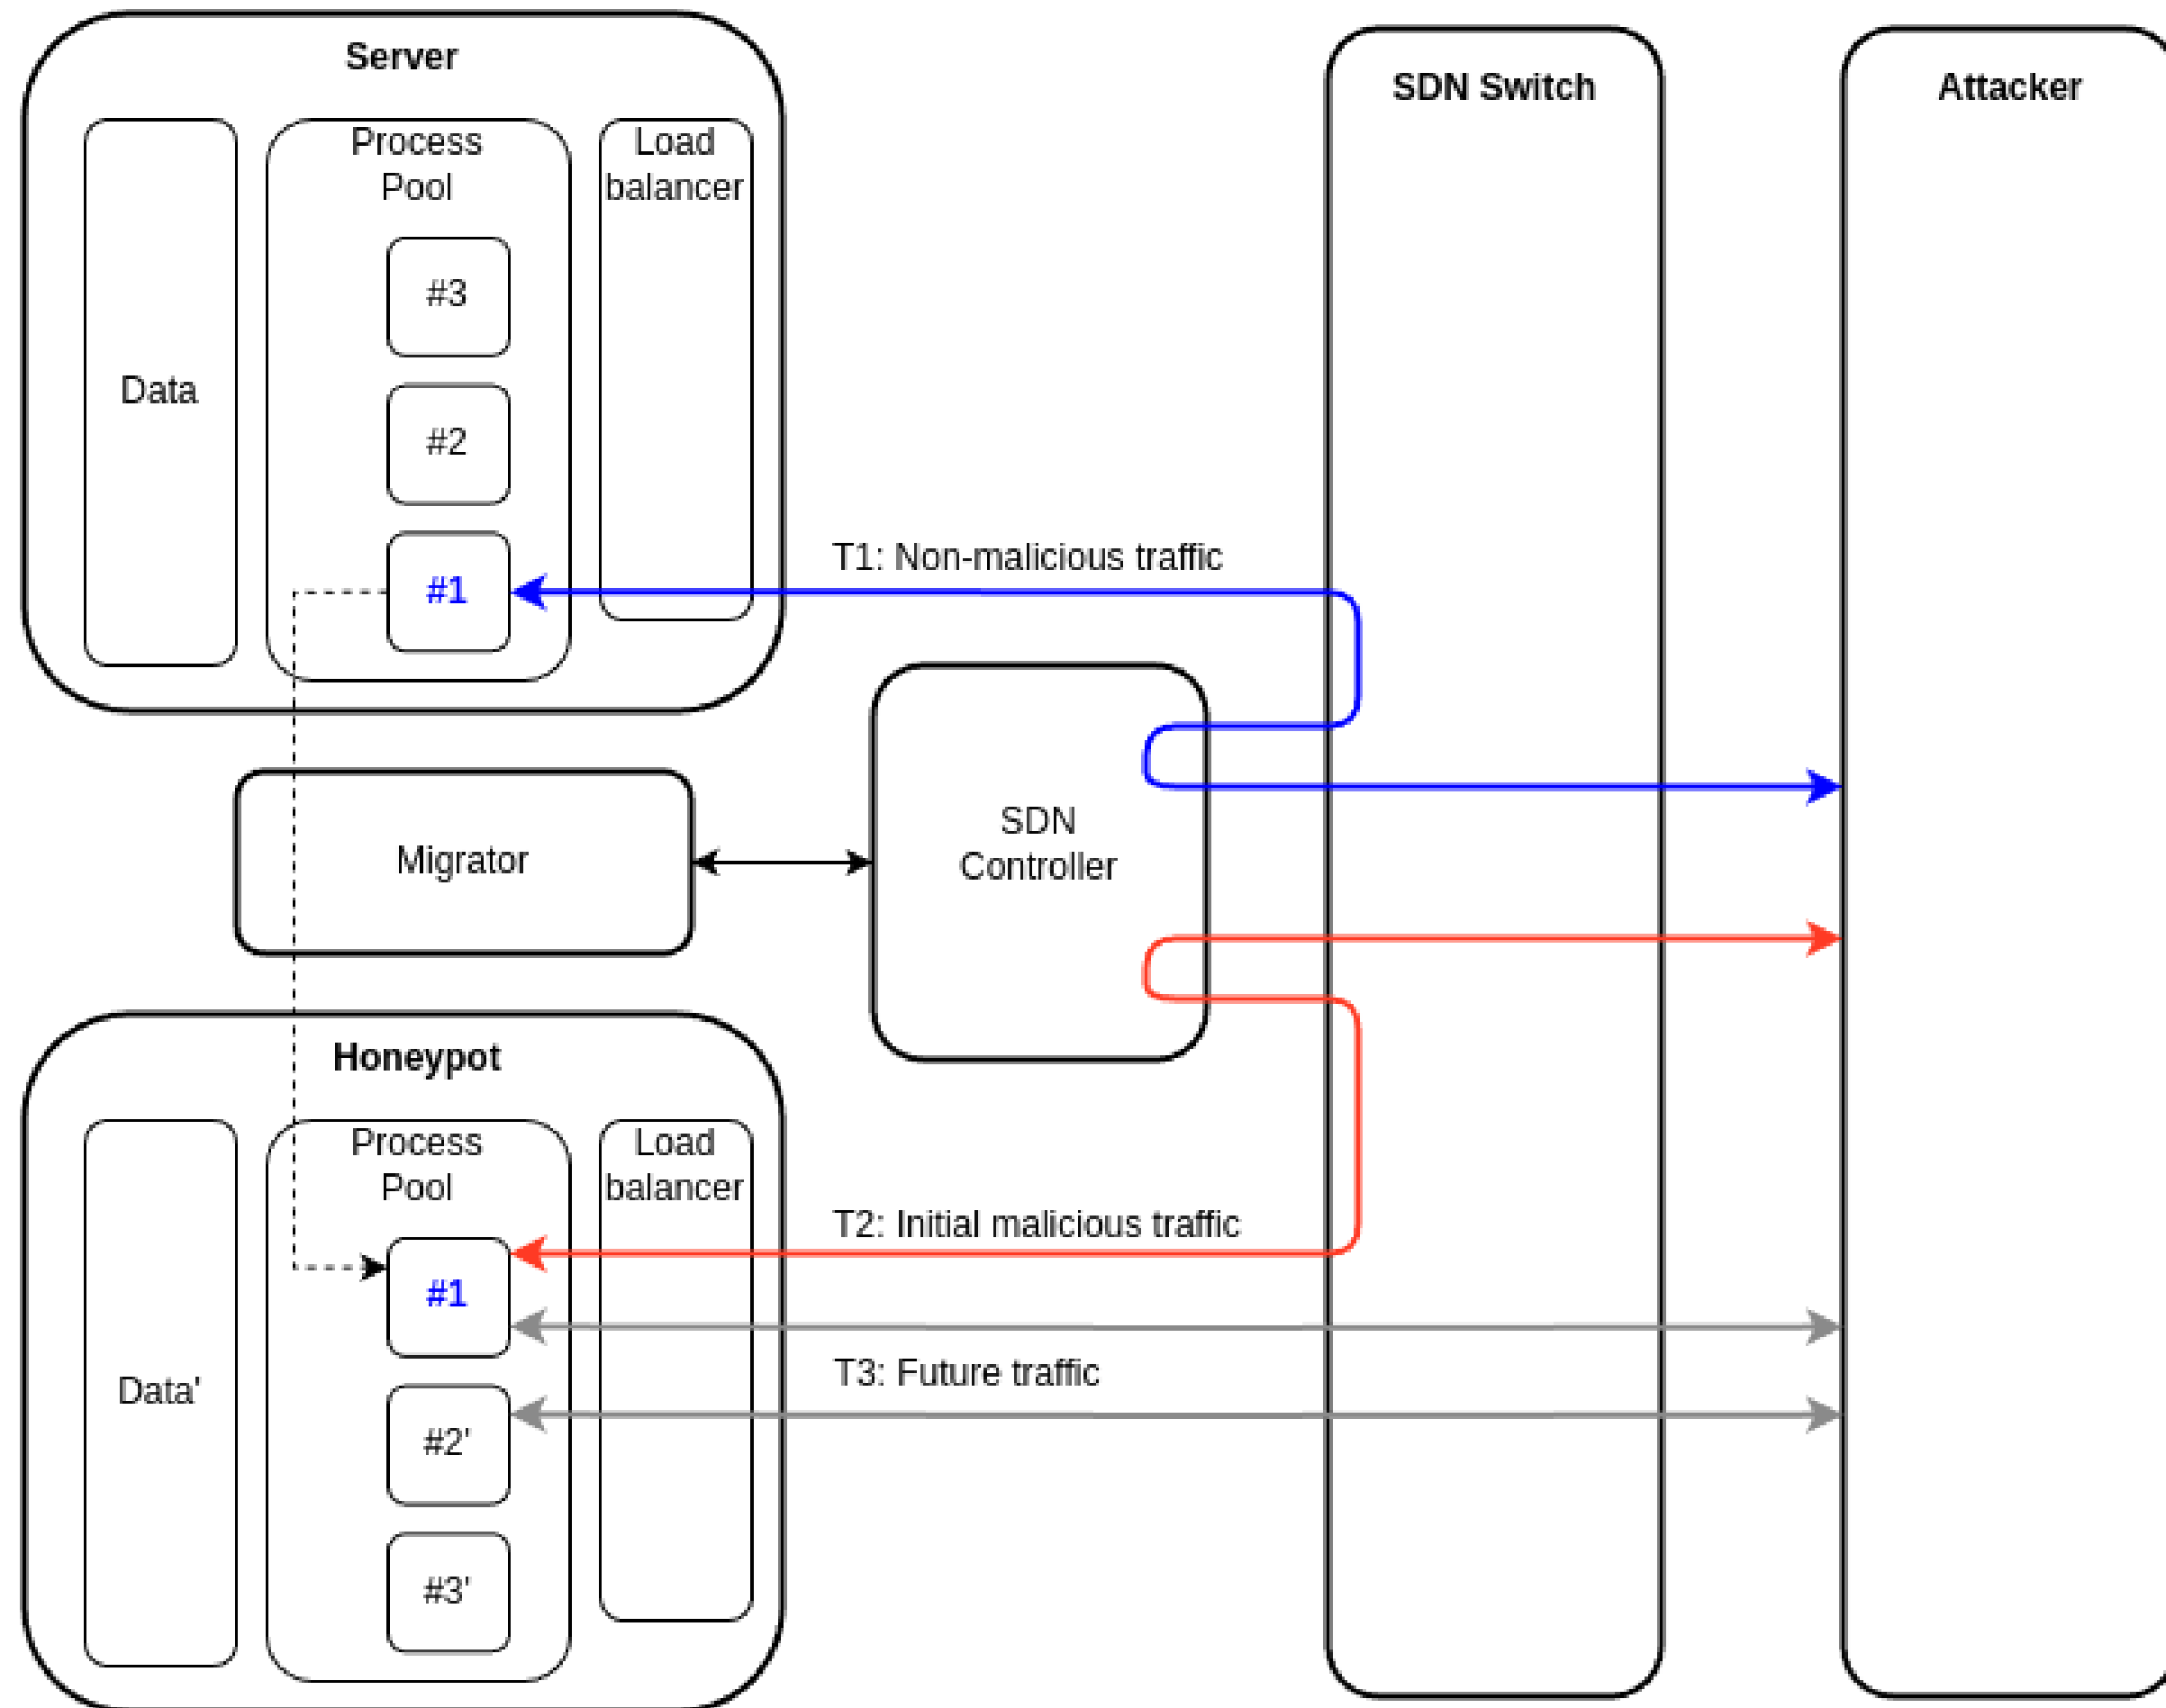 Server
Process
Pool
Load
balancer
Data
#3
#2
#1
SDN Switch
Attacker
T1: Non-malicious traffic
Migrator
SDN
Controller
Honeypot
Process
Pool
Load
balancer
Data'
#1
#2'
#3'
T2: Initial malicious traffic
T3: Future traffic